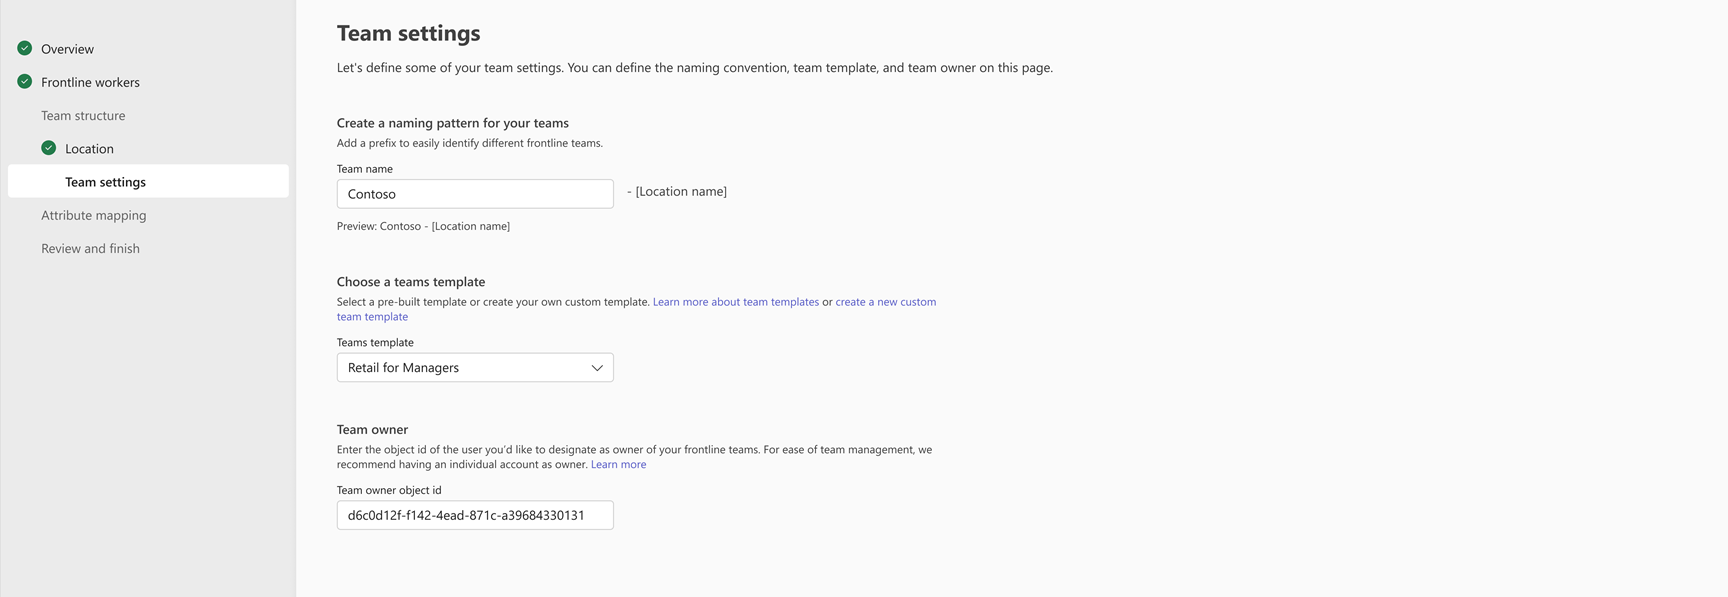 Overview
Frontline workers
Team structure
Location
Team settings
Attribute mapping
Review and finish
Team settings
Let's define some of your team settings. You can define the naming convention, team template, and team owner on this page.
Create a naming pattern for your teams
Add a prefix to easily identify different frontline teams.
Team name
Contoso
- [Location name]
Preview: Contoso - [Location name]
Choose a teams template
Select a pre-built template or create your own custom template. Learn more about team templates or create a new custom
team template
Teams template
Retail for Managers
Team owner
Enter the object id of the user you'd like to designate as owner of your frontline teams. For ease of team management, we
recommend having an individual account as owner. Learn more
Team owner object id
d6c0d12f-f142-4ead-871c-a39684330131